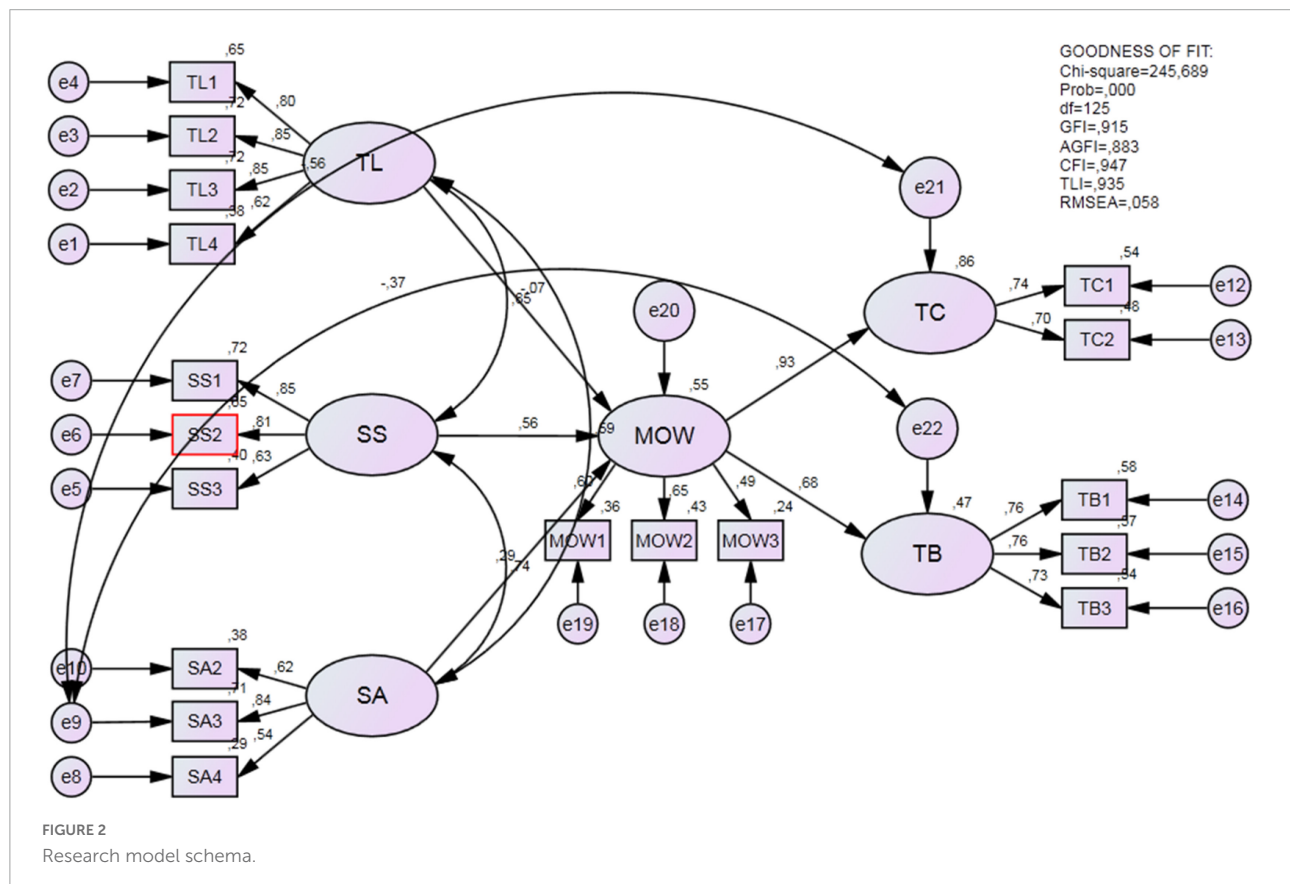 GOODNESS OF FIT:
Chi-square=245,689
Prob=,000
df=125
GFI=,915
AGFI=,883
CFI=,947
TLI=,935
RMSEA=,058
,65
e4 TL1
,80
,72
e3 TL2
,85
,72
e2 TL3
,85
-,56
TL
,38
,62
e1 TL4
e21
,86
TC
,54
,74
TC1 e12
,48
,70
TC2 e13
-,37
-,07
e20
,72
e7 SS1
,85
e6 SS2
,81
SS
,40
,63
e5 SS3
,56
,59
,55
MOW
,93
e22
,68
,36
,65
,43
,49
,24
MOW1 MOW2 MOW3
e19 e18 e17
,47
TB
,58
,76
TB1 e14
,76
TB2 e15
,54
,73
TB3 e16
,29
,74
,38
e10 SA2
,62
,71
e9 SA3
,84
SA
,29
,54
e8 SA4
FIGURE 2
Research model schema.